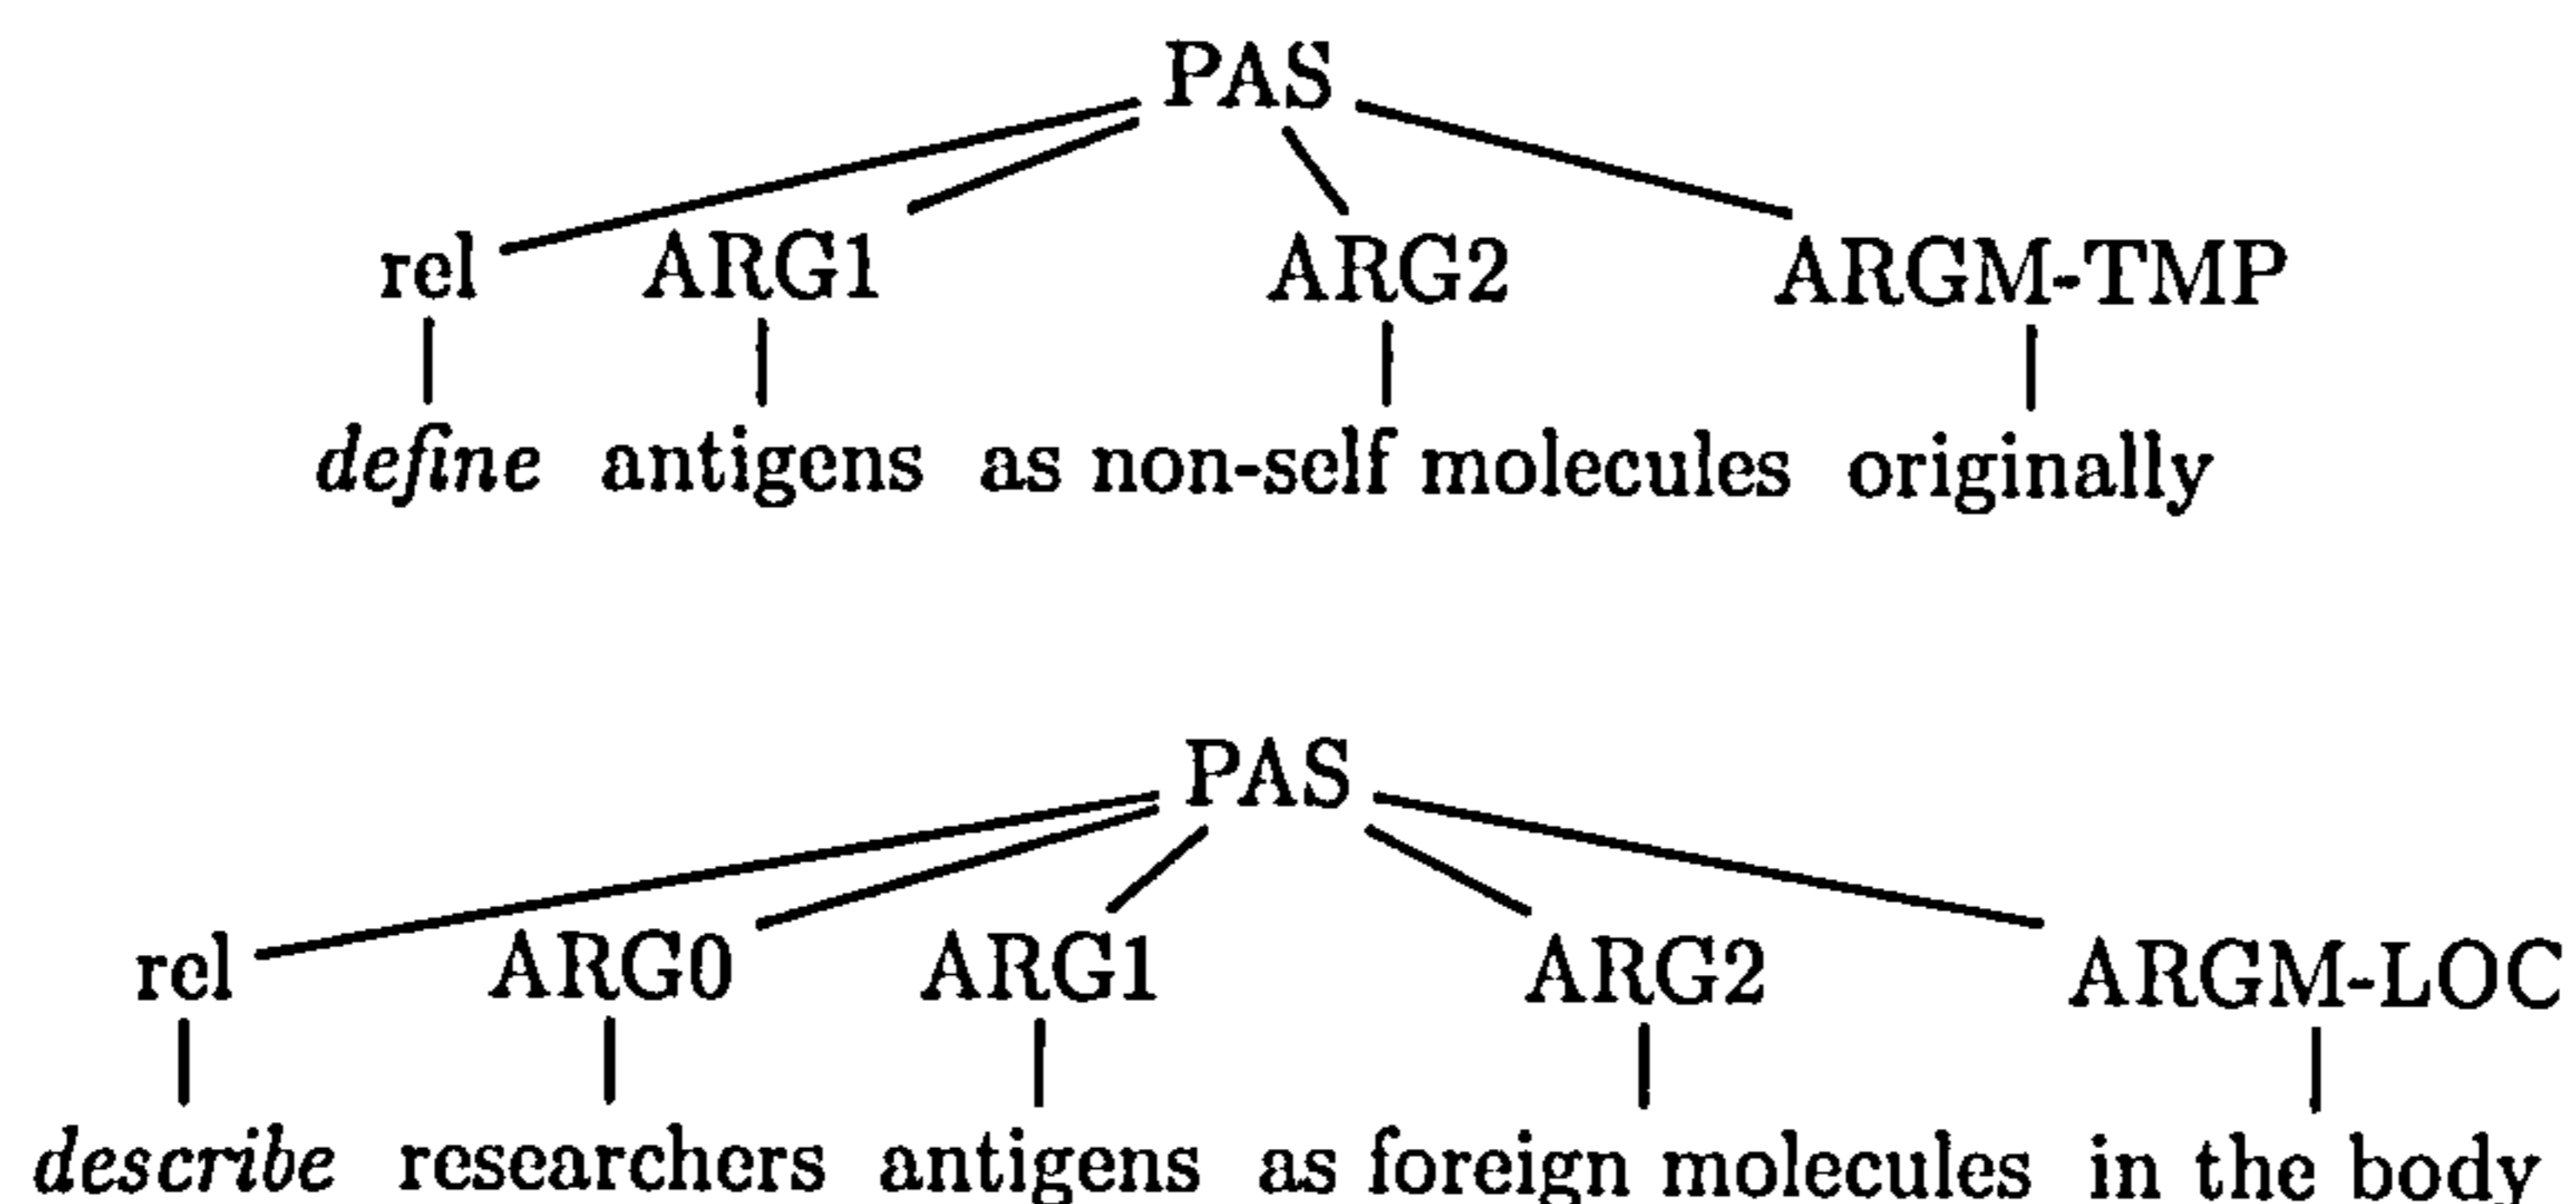 PAS
rel ARG1 ARG2 ARGM-TMP
define antigens as non-self molecules originally
PAS
rel ARG0 ARG1 ARG2 ARGM-LOC
describe researchers antigens as foreign molecules in the body